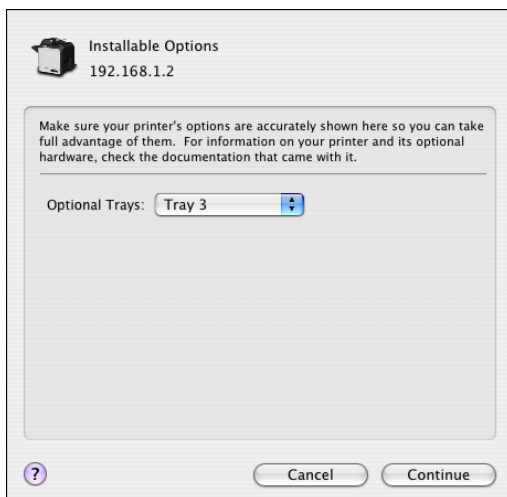 Installable Options
192.168.1.2
Make sure your printer's options are accurately shown here so you can take
full advantage of them.  For information on your printer and its optional
hardware, check the documentation that came with it.
Optional Trays: Tray 3
?
Cancel
Continue